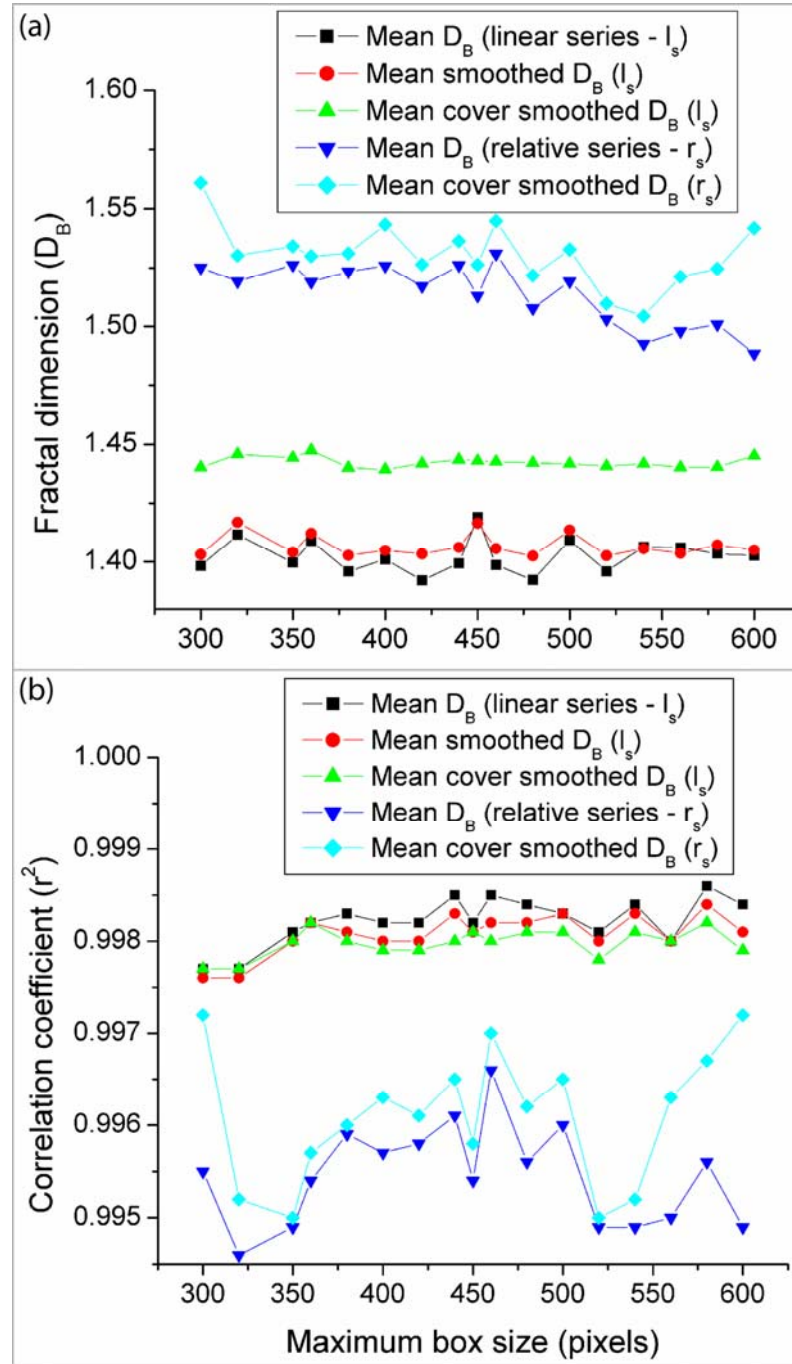 (a)
Mean D_B (linear series - l_s)
Mean smoothed D_B (l_s)
Mean cover smoothed D_B (l_s)
Mean D_B (relative series - r_s)
Mean cover smoothed D_B (r_s)
Fractal dimension (D_B)
1.60
1.55
1.50
1.45
1.40
300 350 400 450 500 550 600
(b)
Mean D_B (linear series - l_s)
Mean smoothed D_B (l_s)
Mean cover smoothed D_B (l_s)
Mean D_B (relative series - r_s)
Mean cover smoothed D_B (r_s)
Correlation coefficient (r²)
1.000
0.999
0.998
0.997
0.996
0.995
300 350 400 450 500 550 600
Maximum box size (pixels)